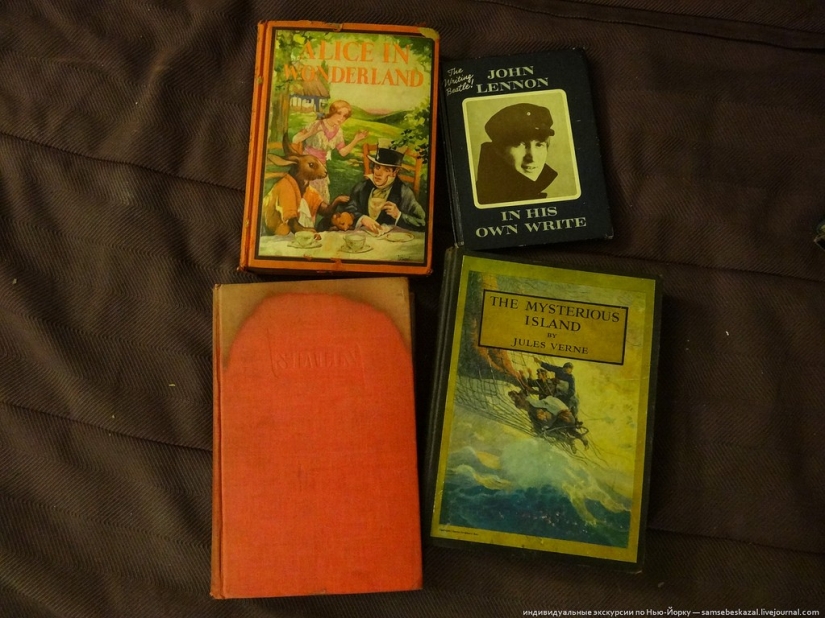 ALICE IN
WONDERLAND
The
Writing
Beatle!
JOHN
LENNON
IN HIS
OWN WRITE
THE MYSTERIOUS
ISLAND
BY
JULES VERNE
индивидуальные экскурсии по Нью-Йорку — samsebeskazal.livejournal.com